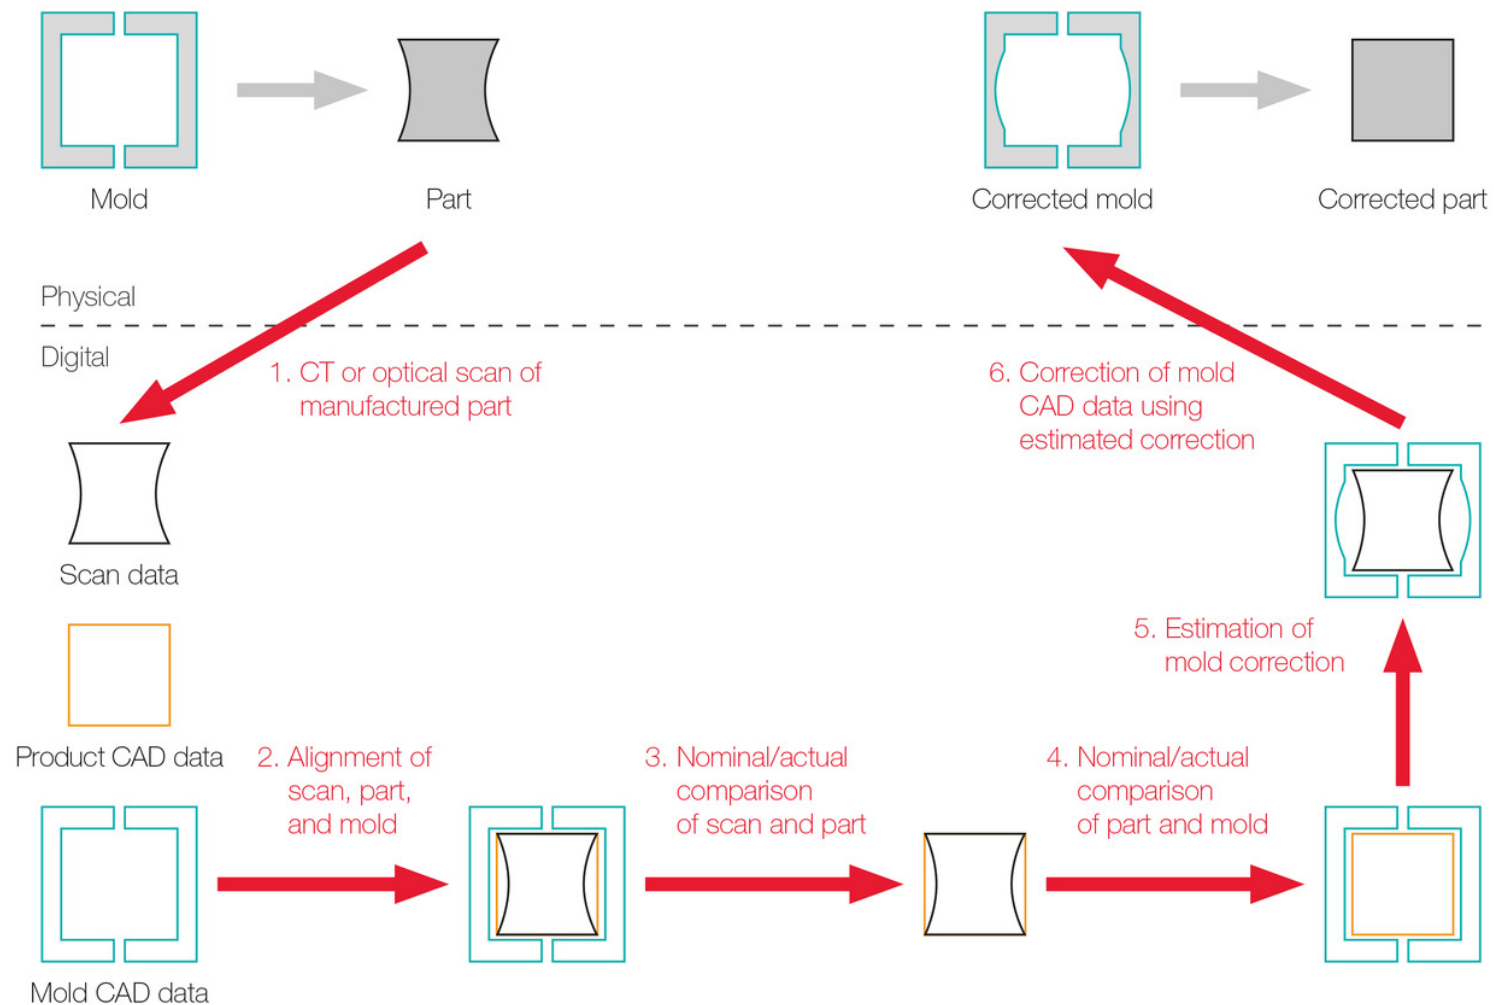 Mold
Part
Corrected mold
Corrected part
Physical
Digital
1. CT or optical scan of
manufactured part
6. Correction of mold
CAD data using
estimated correction
Scan data
5. Estimation of
mold correction
Product CAD data
2. Alignment of
scan, part,
and mold
3. Nominal/actual
comparison
of scan and part
4. Nominal/actual
comparison
of part and mold
Mold CAD data